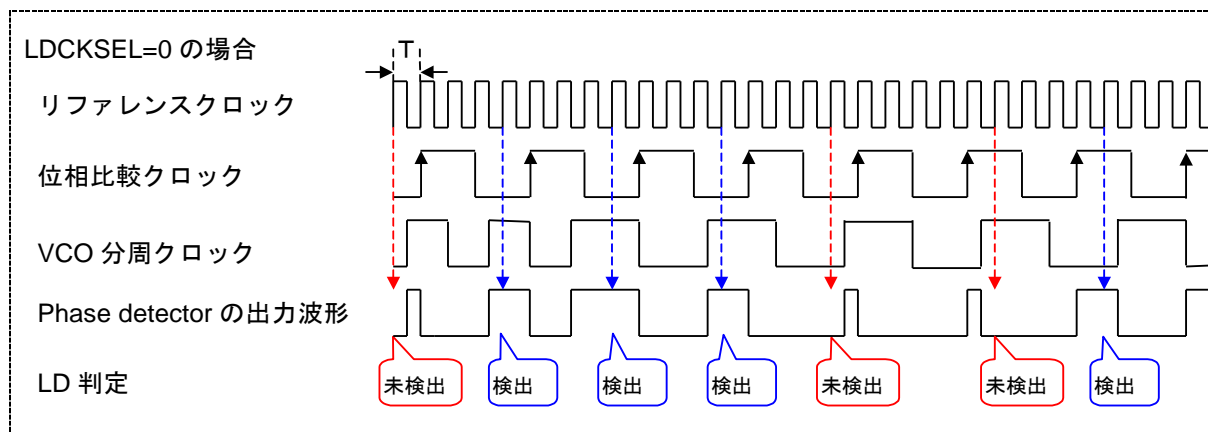 LDCKSEL=0 の場合
T
リファレンスクロック
位相比較クロック
VCO 分周クロック
Phase detector の出力波形
LD 判定
未検出 検出 検出 検出 未検出 未検出 検出